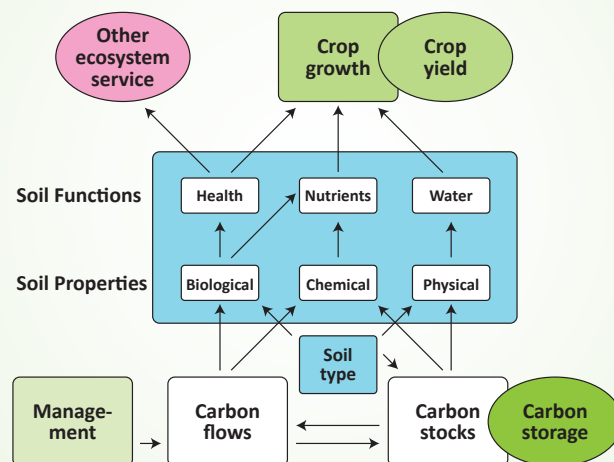 Other
ecosystem
service
Crop
growth
Crop
yield
Soil Functions
Health
Nutrients
Water
Soil Properties
Biological
Chemical
Physical
Soil
type
Manage-
ment
Carbon
flows
Carbon
stocks
Carbon
storage